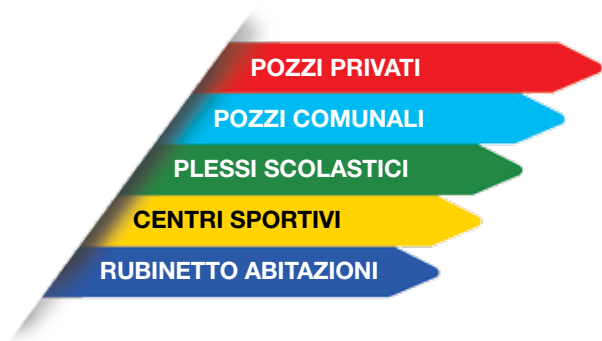 POZZI PRIVATI
POZZI COMUNALI
PLESSI SCOLASTICI
CENTRI SPORTIVI
RUBINETTO ABITAZIONI